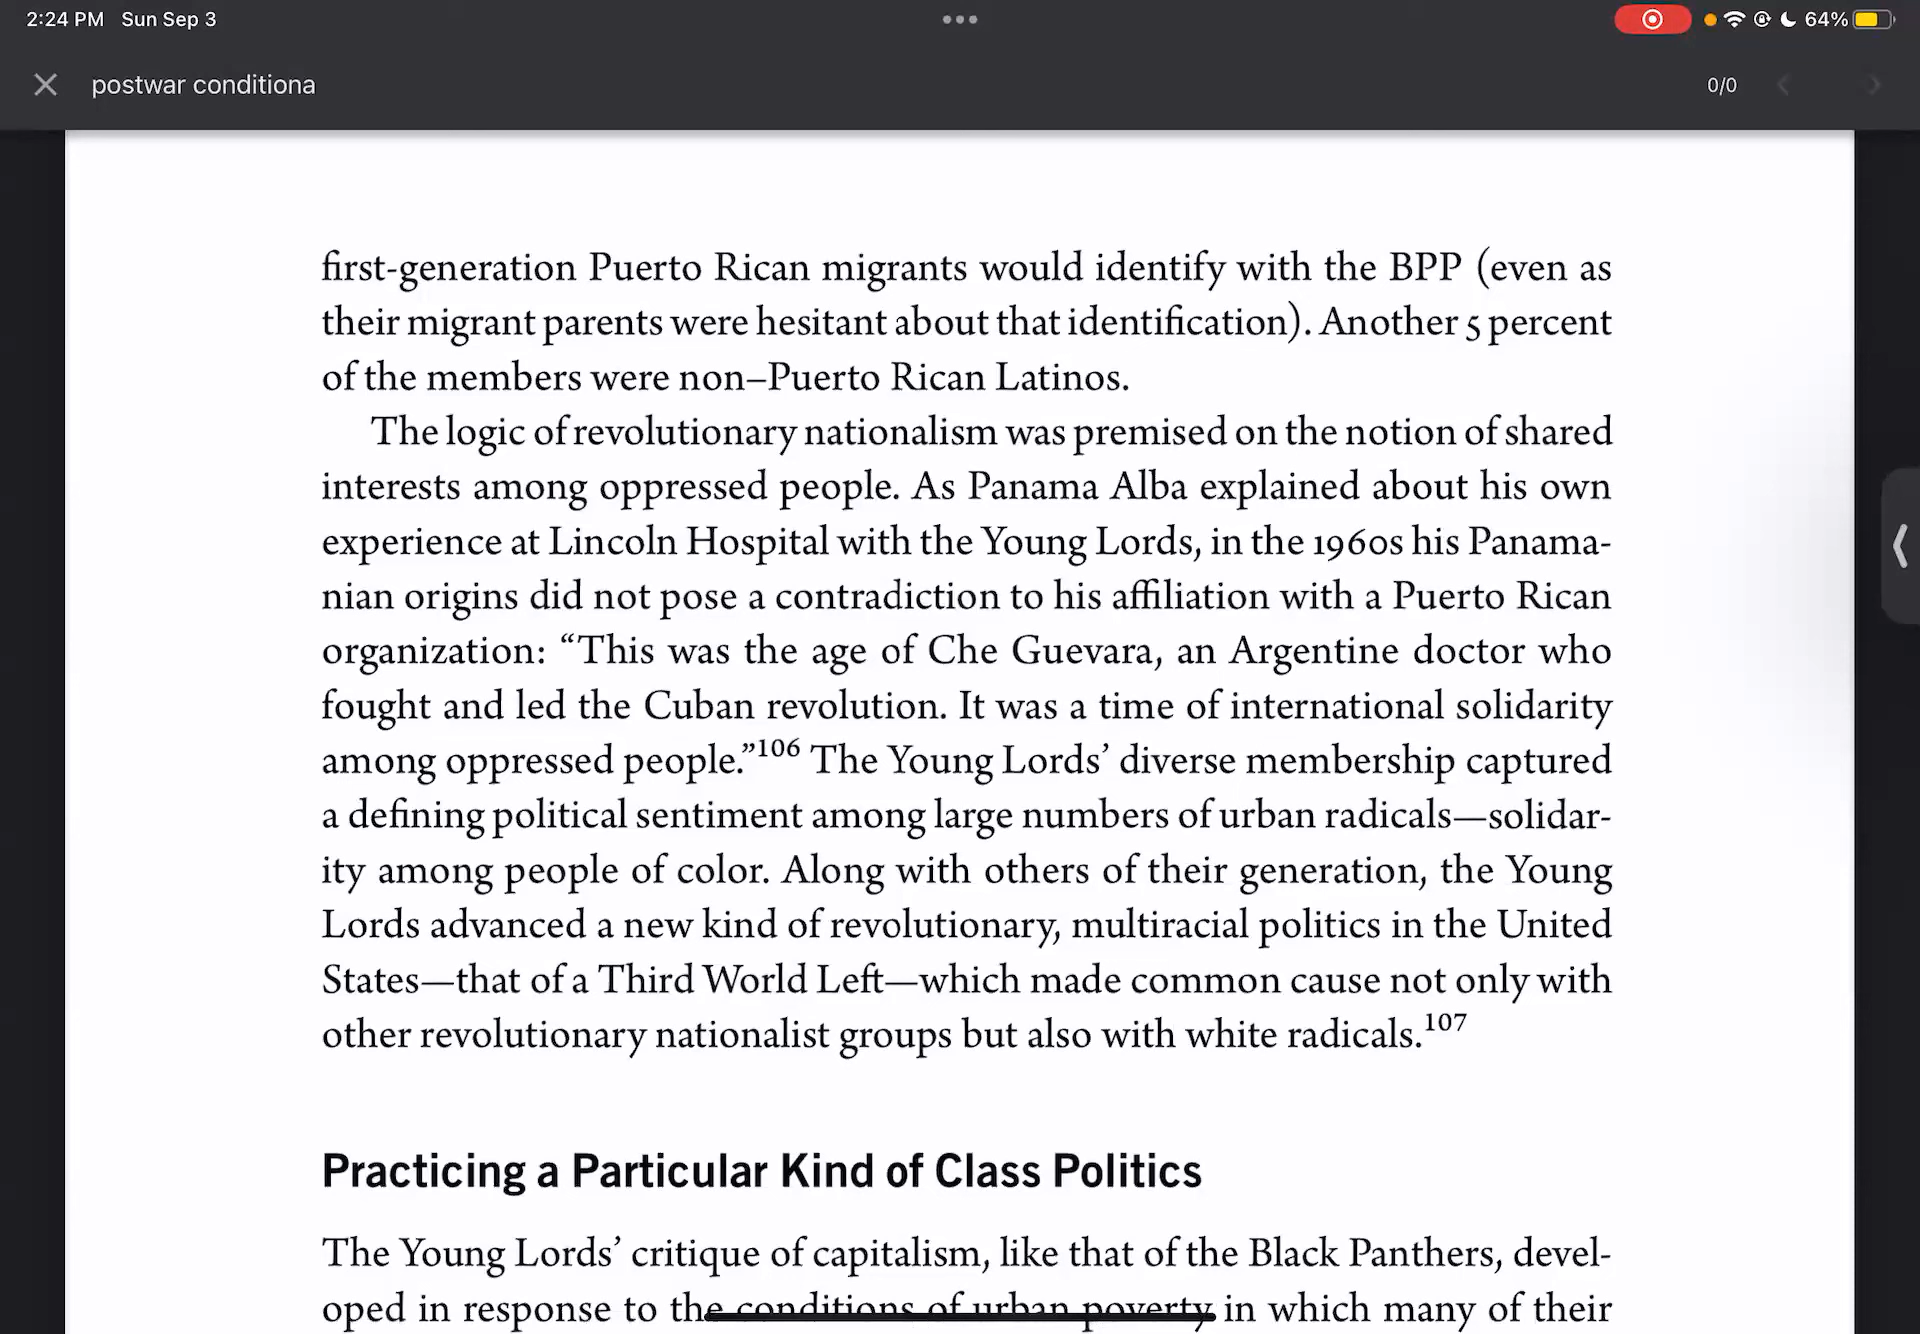 2:24 PM Sun Sep 3
64%
postwar conditiona
0/0
first-generation Puerto Rican migrants would identify with the BPP (even as
their migrant parents were hesitant about that identification). Another 5 percent
of the members were non–Puerto Rican Latinos.
The logic of revolutionary nationalism was premised on the notion of shared
interests among oppressed people. As Panama Alba explained about his own
experience at Lincoln Hospital with the Young Lords, in the 1960s his Panama-
nian origins did not pose a contradiction to his affiliation with a Puerto Rican
organization: “This was the age of Che Guevara, an Argentine doctor who
fought and led the Cuban revolution. It was a time of international solidarity
among oppressed people.”106 The Young Lords’ diverse membership captured
a defining political sentiment among large numbers of urban radicals—solidar-
ity among people of color. Along with others of their generation, the Young
Lords advanced a new kind of revolutionary, multiracial politics in the United
States—that of a Third World Left—which made common cause not only with
other revolutionary nationalist groups but also with white radicals.107
Practicing a Particular Kind of Class Politics
The Young Lords’ critique of capitalism, like that of the Black Panthers, devel-
oped in response to the conditions of urban poverty in which many of their